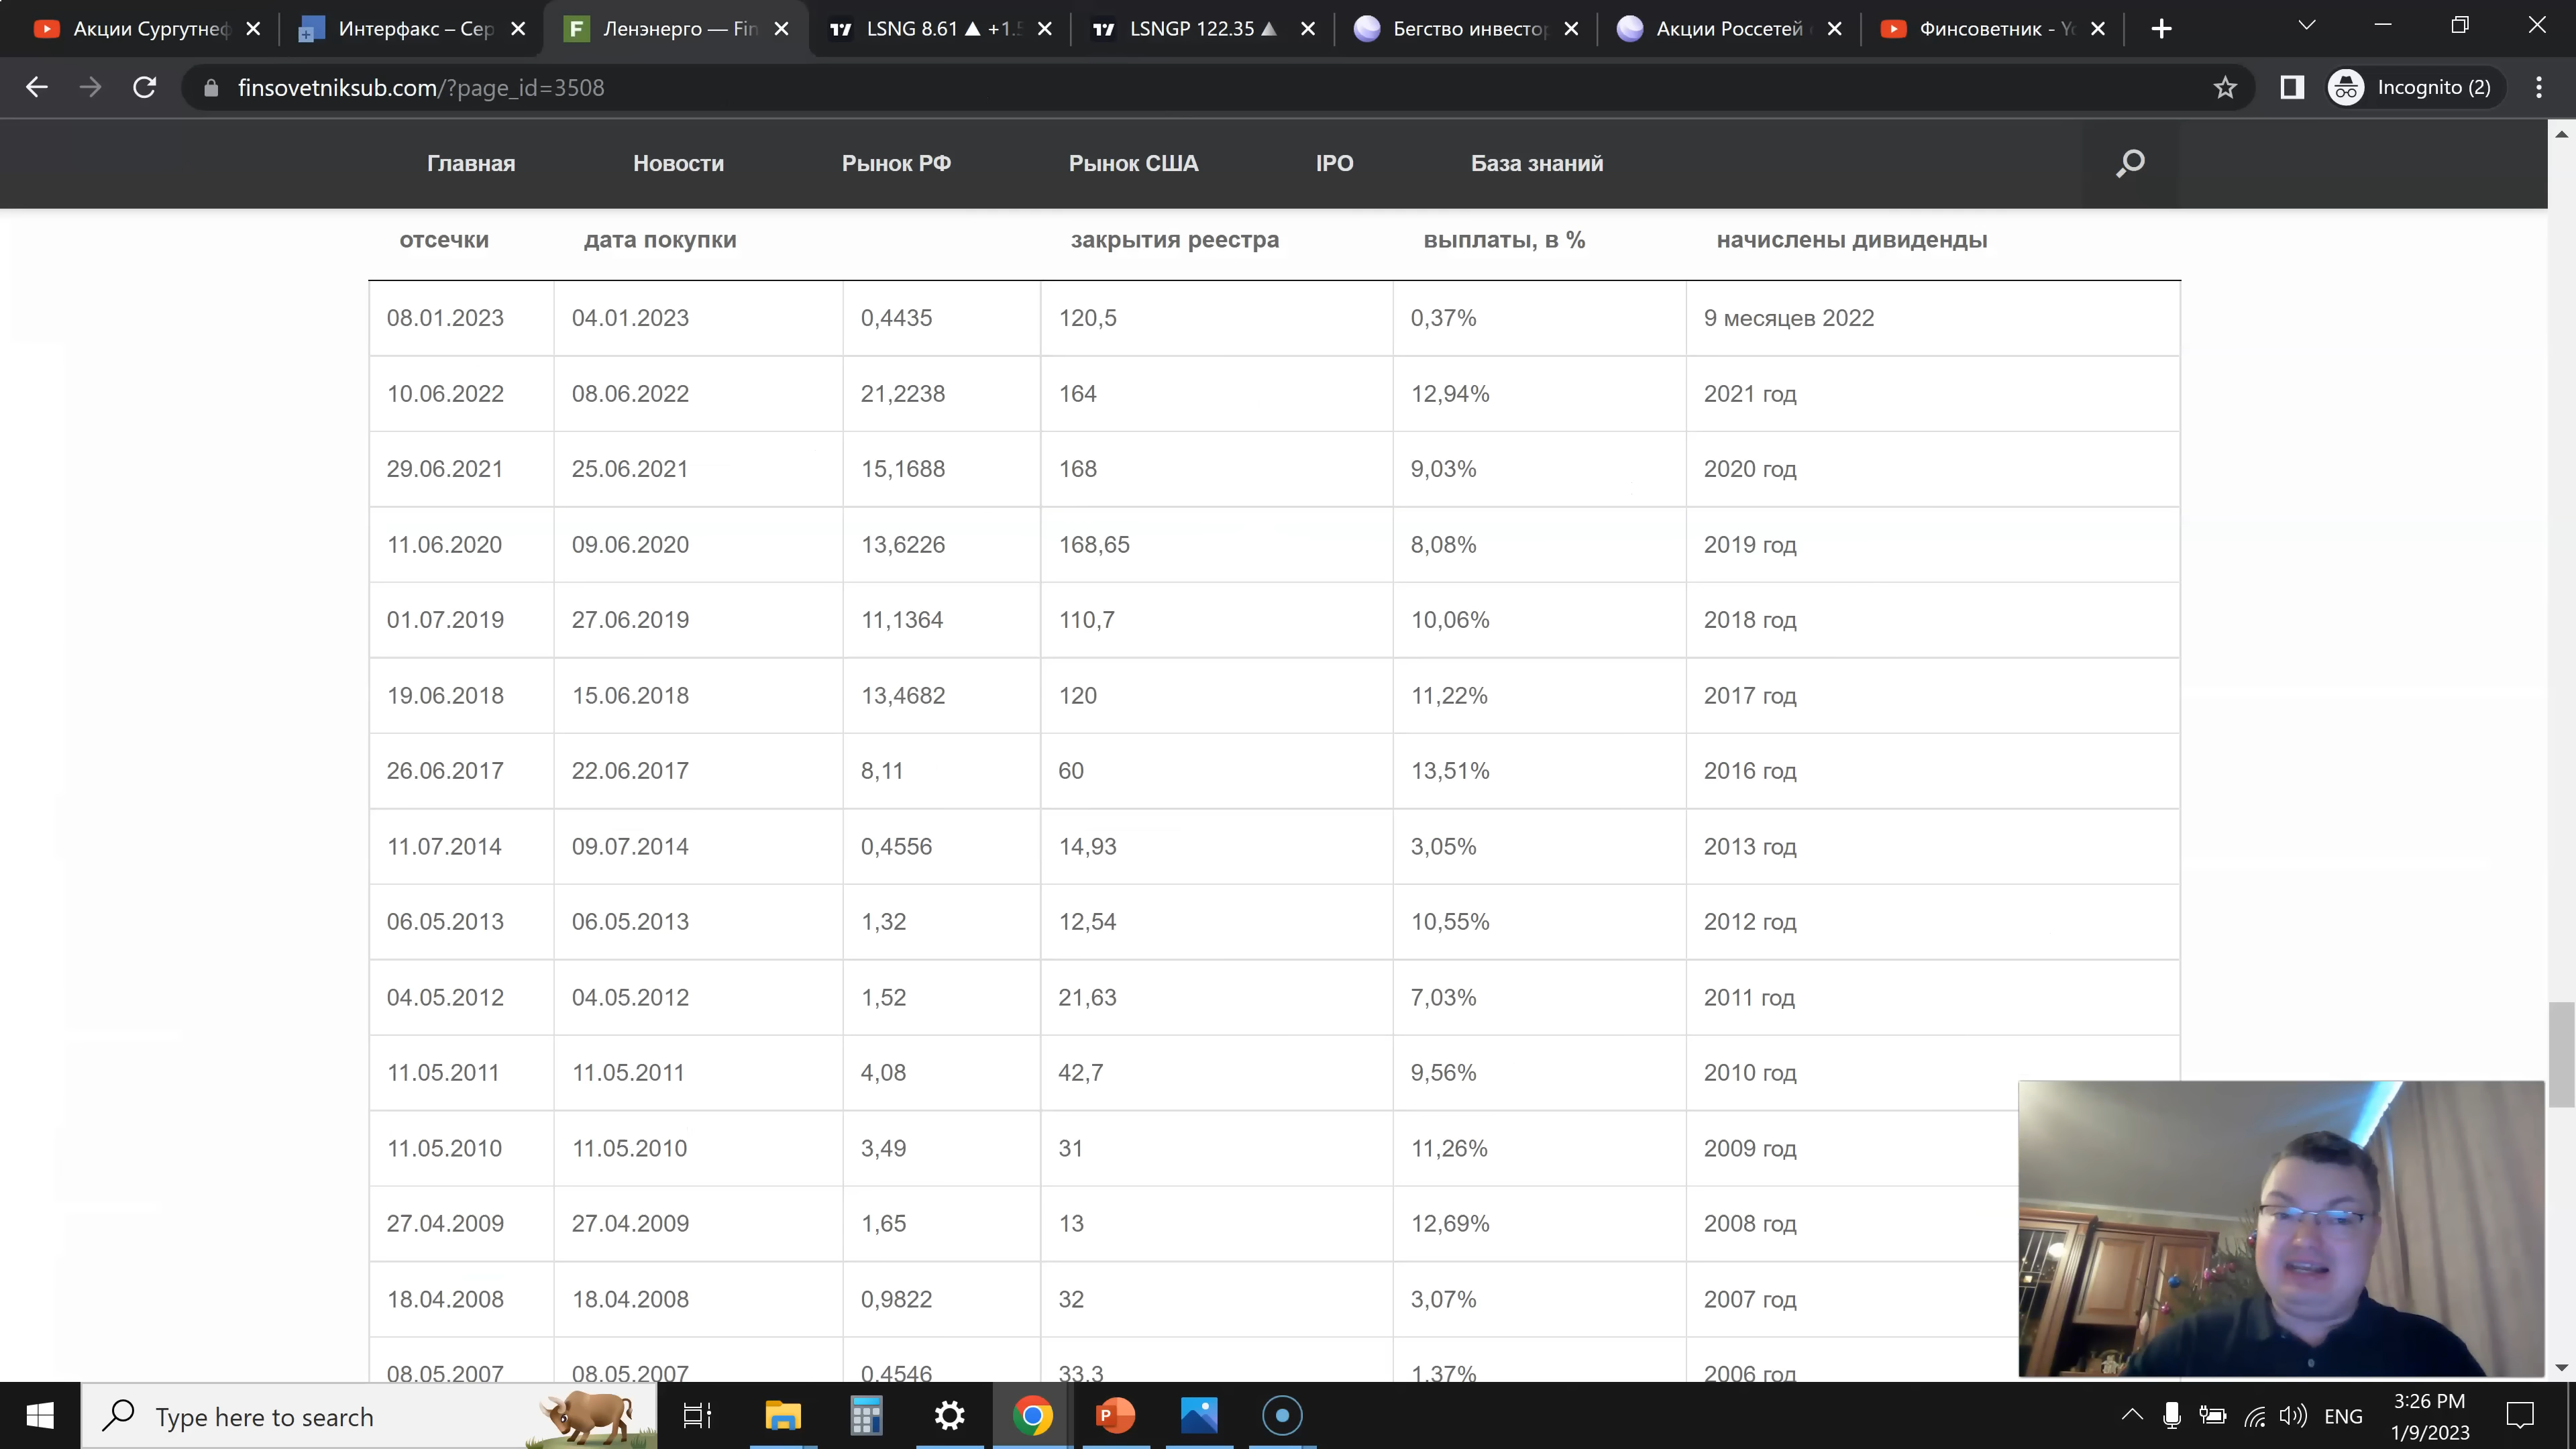 Акции Сургутнеф
Интерфакс – Сер
Ленэнерго — Fin
LSNG 8.61 ▲ +1.5
LSNGP 122.35 ▲
Бегство инвестор
Акции Россетей
Финсоветник - Yo
finsovetniksub.com/?page_id=3508
Incognito (2)
Главная Новости Рынок РФ Рынок США IPO База знаний
отсечки дата покупки закрытия реестра выплаты, в % начислены дивиденды
08.01.2023 04.01.2023 0,4435 120,5 0,37% 9 месяцев 2022
10.06.2022 08.06.2022 21,2238 164 12,94% 2021 год
29.06.2021 25.06.2021 15,1688 168 9,03% 2020 год
11.06.2020 09.06.2020 13,6226 168,65 8,08% 2019 год
01.07.2019 27.06.2019 11,1364 110,7 10,06% 2018 год
19.06.2018 15.06.2018 13,4682 120 11,22% 2017 год
26.06.2017 22.06.2017 8,11 60 13,51% 2016 год
11.07.2014 09.07.2014 0,4556 14,93 3,05% 2013 год
06.05.2013 06.05.2013 1,32 12,54 10,55% 2012 год
04.05.2012 04.05.2012 1,52 21,63 7,03% 2011 год
11.05.2011 11.05.2011 4,08 42,7 9,56% 2010 год
11.05.2010 11.05.2010 3,49 31 11,26% 2009 год
27.04.2009 27.04.2009 1,65 13 12,69% 2008 год
18.04.2008 18.04.2008 0,9822 32 3,07% 2007 год
08.05.2007 08.05.2007 0,4546 33,3 1,37% 2006 год
Type here to search
ENG
3:26 PM
1/9/2023